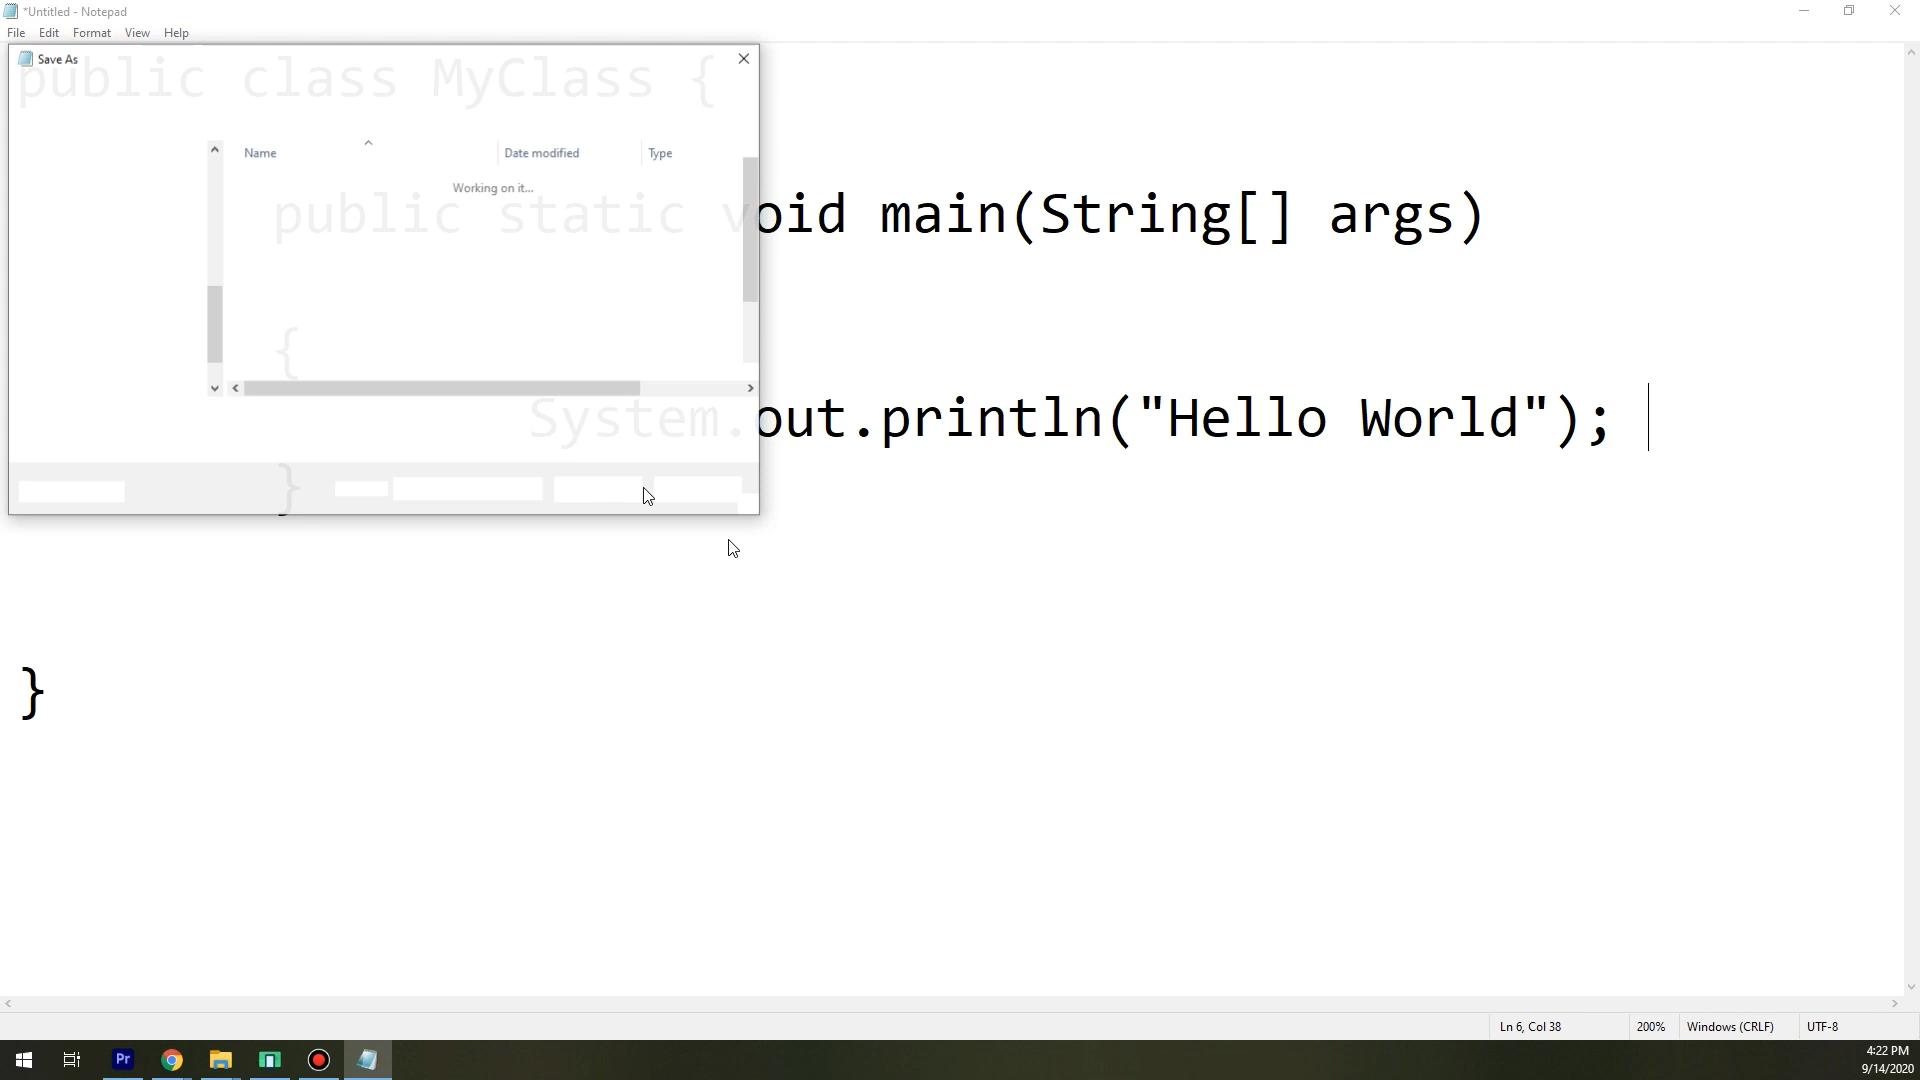 *Untitled - Notepad
File Edit Format View Help
Save As
public class MyClass {
Name Date modified Type
Working on it...
public static void main(String[] args)
{
System.out.println("Hello World");
}
}
Ln 6, Col 38 200% Windows (CRLF) UTF-8
Pr
4:22 PM
9/14/2020